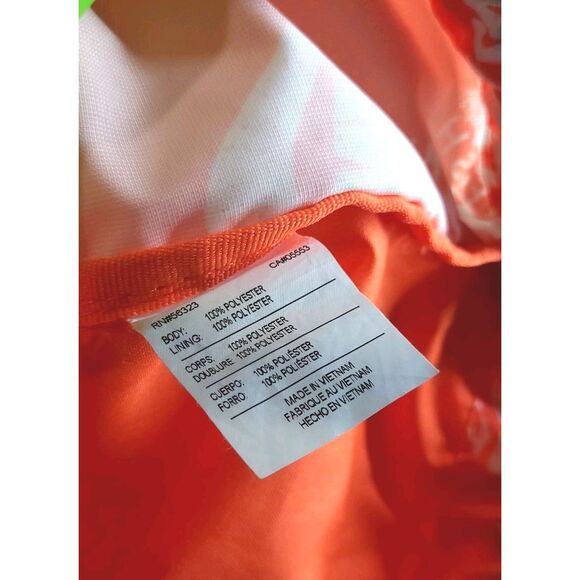 RN#56323 CA#05553
BODY: 100% POLYESTER
LINING: 100% POLYESTER
CORPS: 100% POLYESTER
DOUBLURE 100% POLYESTER
CUERPO: 100% POLIÉSTER
FORRO: 100% POLIÉSTER
MADE IN VIETNAM
FABRIQUE AU VIETNAM
HECHO EN VIETNAM